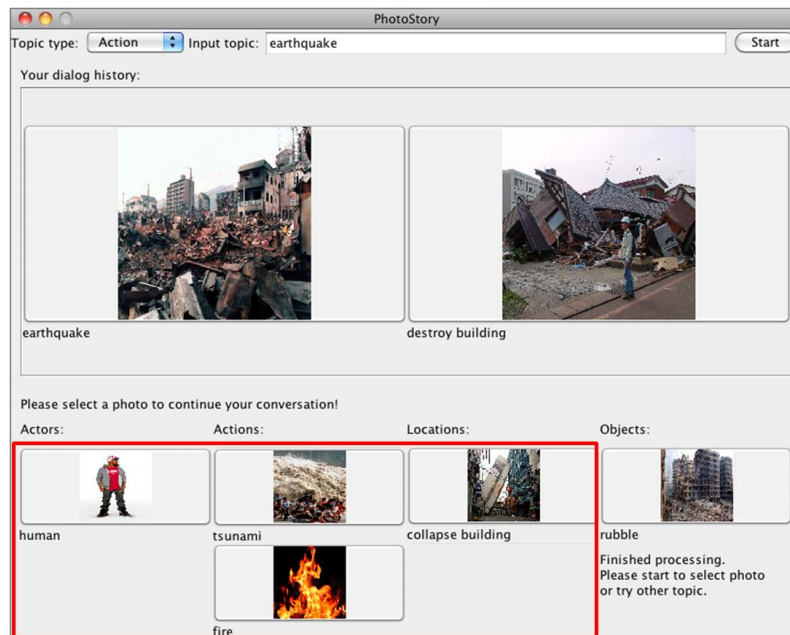 PhotoStory
Topic type: Action Input topic: earthquake Start
Your dialog history:
earthquake destroy building
Please select a photo to continue your conversation!
Actors: Actions: Locations: Objects:
human tsunami collapse building rubble
Finished processing.
Please start to select photo
or try other topic.
fire